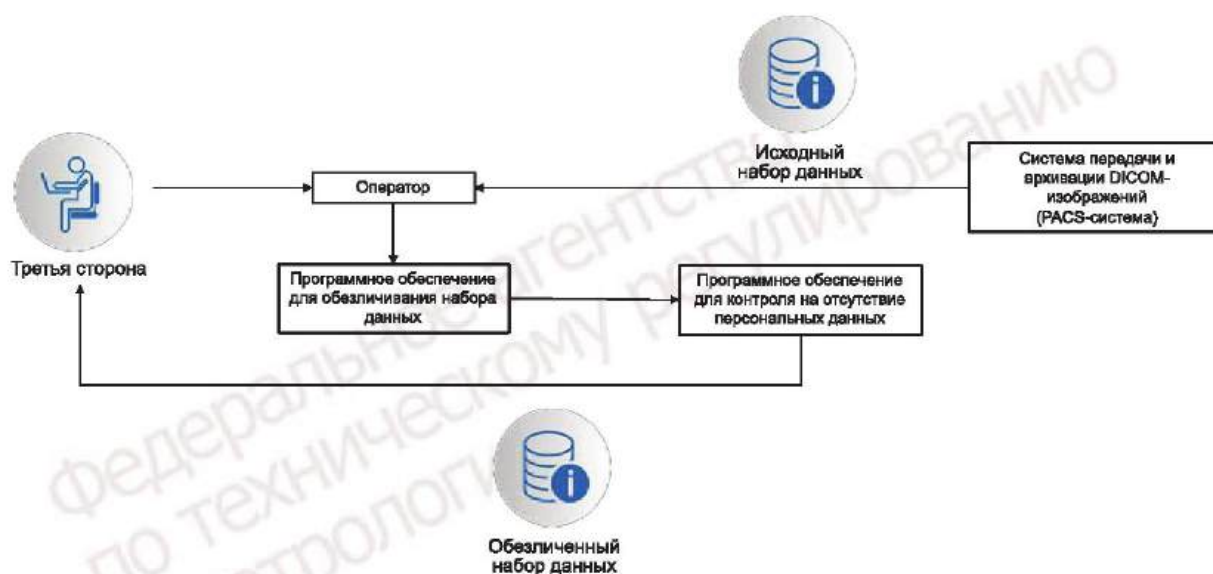 Исходный
набор данных
Система передачи и
архивации DICOM-
изображений
(PACS-система)
Оператор
Третья сторона
Программное обеспечение
для обезличивания набора
данных
Программное обеспечение
для контроля на отсутствие
персональных данных
Обезличенный
набор данных
Федеральное агентство
по техническому регулированию